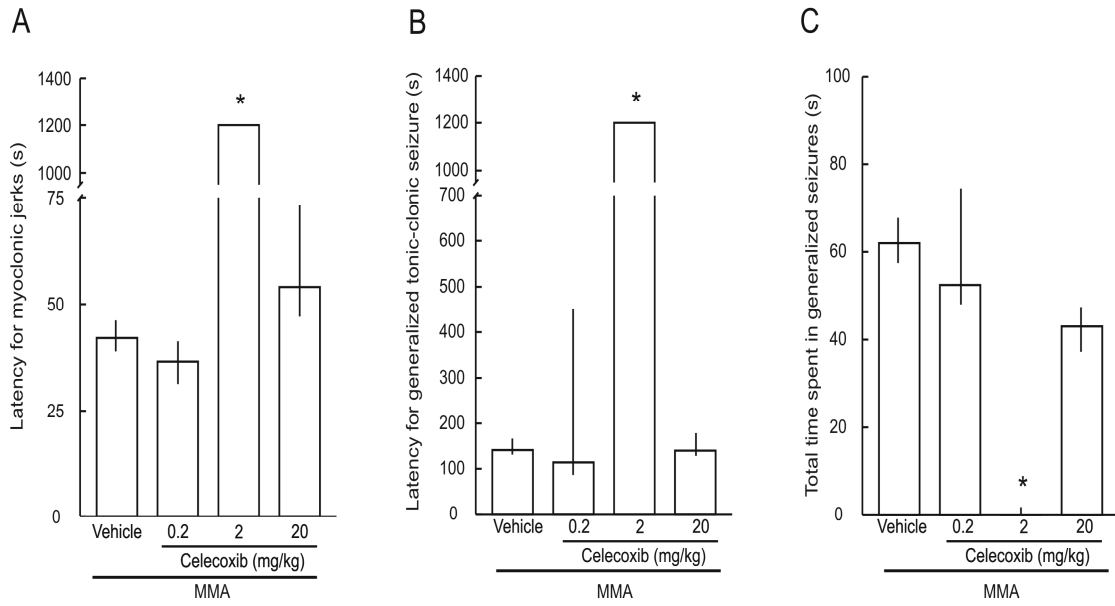 A
Latency for myoclonic jerks (s)
1400
1200
1000
75
50
25
0
*
Vehicle 0.2 2 20
Celecoxib (mg/kg)
MMA
B
Latency for generalized tonic-clonic seizure (s)
1400
1200
1000
700
600
500
400
300
200
100
0
*
Vehicle 0.2 2 20
Celecoxib (mg/kg)
MMA
C
Total time spent in generalized seizures (s)
100
80
60
40
20
0
*
Vehicle 0.2 2 20
Celecoxib (mg/kg)
MMA